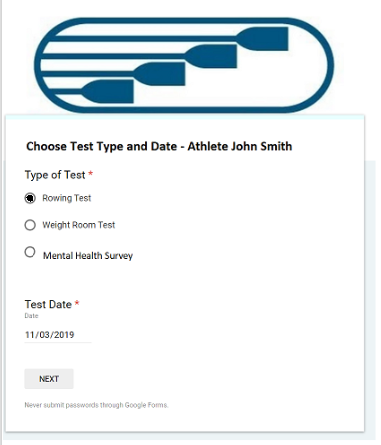 Choose Test Type and Date - Athlete John Smith
Type of Test *
Rowing Test
Weight Room Test
Mental Health Survey
Test Date *
Date
11/03/2019
NEXT
Never submit passwords through Google Forms.